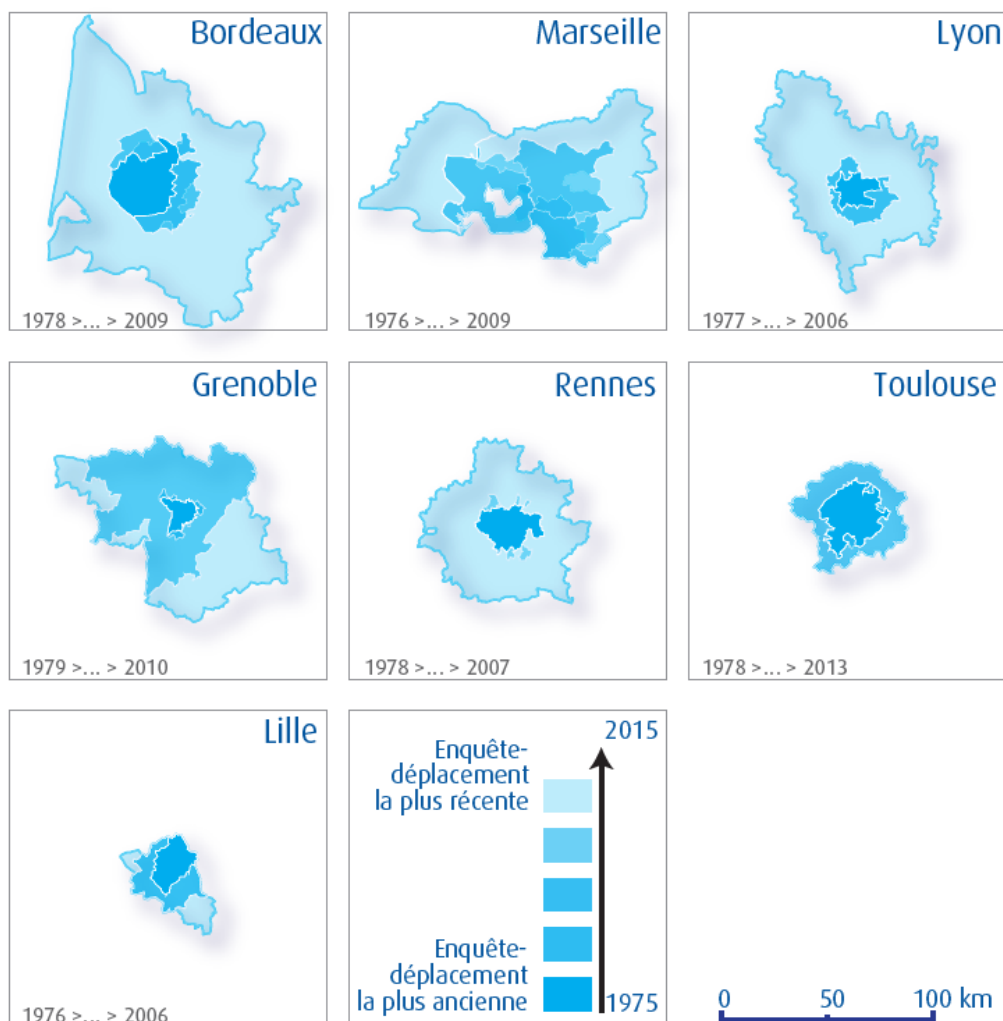 Bordeaux
1978 >... > 2009
Marseille
1976 >... > 2009
Lyon
1977 >... > 2006
Grenoble
1979 >... > 2010
Rennes
1978 >... > 2007
Toulouse
1978 >... > 2013
Lille
1976 >... > 2006
2015
Enquête-
déplacement
la plus récente
Enquête-
déplacement
la plus ancienne
1975
0 50 100 km